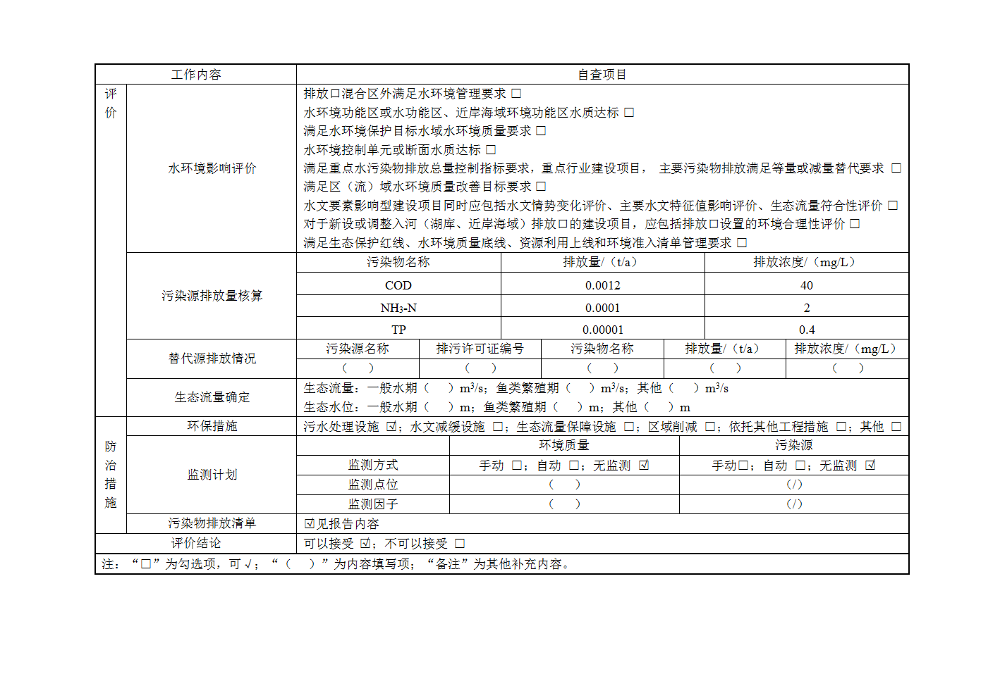 工作内容 自查项目
评价
水环境影响评价
排放口混合区外满足水环境管理要求 □
水环境功能区或水功能区、近岸海域环境功能区水质达标 □
满足水环境保护目标水域水环境质量要求 □
水环境控制单元或断面水质达标 □
满足重点水污染物排放总量控制指标要求，重点行业建设项目， 主要污染物排放满足等量或减量替代要求 □
满足区（流）域水环境质量改善目标要求 □
水文要素影响型建设项目同时应包括水文情势变化评价、主要水文特征值影响评价、生态流量符合性评价 □
对于新设或调整入河（湖库、近岸海域）排放口的建设项目，应包括排放口设置的环境合理性评价 □
满足生态保护红线、水环境质量底线、资源利用上线和环境准入清单管理要求 □
污染源排放量核算
污染物名称 排放量/（t/a） 排放浓度/（mg/L）
COD 0.0012 40
NH₃-N 0.0001 2
TP 0.00001 0.4
替代源排放情况
污染源名称 排污许可证编号 污染物名称 排放量/（t/a） 排放浓度/（mg/L）
（ ） （ ） （ ） （ ） （ ）
生态流量确定
生态流量：一般水期（ ）m³/s；鱼类繁殖期（ ）m³/s；其他（ ）m³/s
生态水位：一般水期（ ）m；鱼类繁殖期（ ）m；其他（ ）m
防治措施
环保措施 污水处理设施 ☑；水文减缓设施 □；生态流量保障设施 □；区域削减 □；依托其他工程措施 □；其他 □
监测计划
环境质量 污染源
监测方式 手动 □；自动 □；无监测 ☑ 手动□；自动 □；无监测 ☑
监测点位 （ ） （/）
监测因子 （ ） （/）
污染物排放清单 ☑见报告内容
评价结论 可以接受 ☑；不可以接受 □
注：“□”为勾选项，可√；“（ ）”为内容填写项；“备注”为其他补充内容。